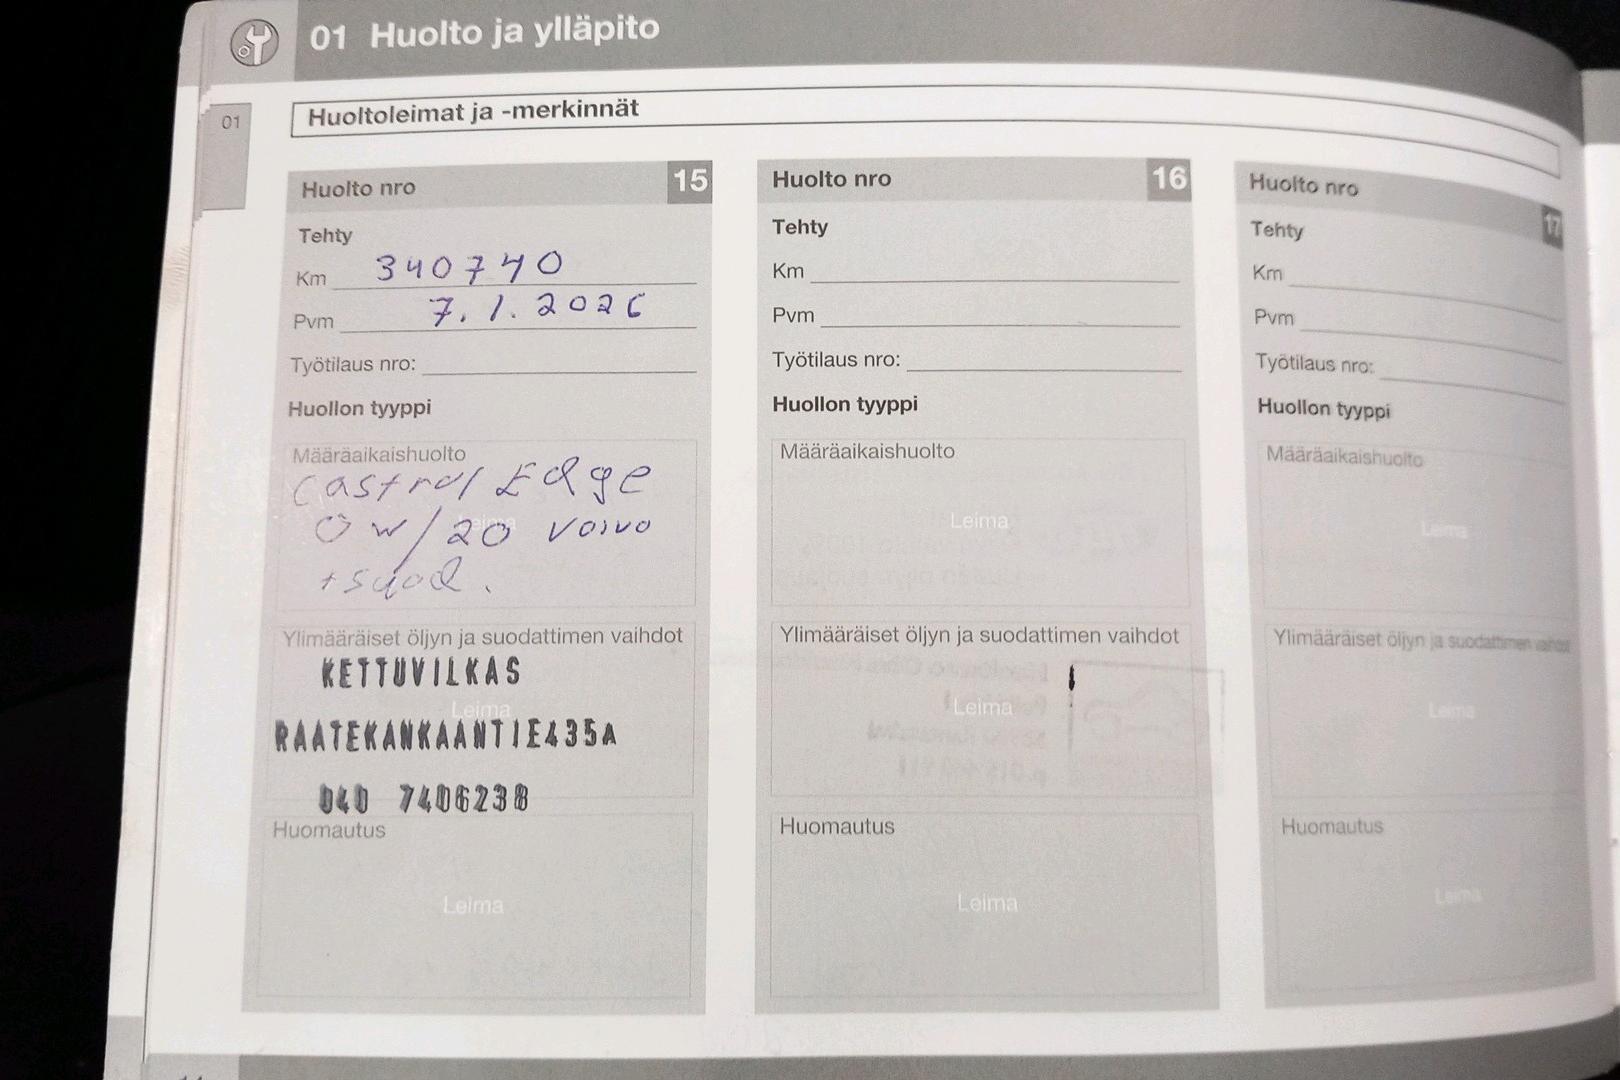 01 Huolto ja ylläpito
01
Huoltoleimat ja -merkinnät
Huolto nro 15
Tehty
Km 340740
Pvm 7.1.2026
Työtilaus nro:
Huollon tyyppi
Määräaikaishuolto
Castrol Edge
0w/20 Volvo
+suod.
Ylimääräiset öljyn ja suodattimen vaihdot
KETTUVILKAS
Leima
RAATEKANKAANTIE435A
040 7406238
Huomautus
Leima
Huolto nro 16
Tehty
Km
Pvm
Työtilaus nro:
Huollon tyyppi
Määräaikaishuolto
Leima
Ylimääräiset öljyn ja suodattimen vaihdot
Leima
Huomautus
Leima
Huolto nro 17
Tehty
Km
Pvm
Työtilaus nro:
Huollon tyyppi
Määräaikaishuolto
Leima
Ylimääräiset öljyn ja suodattimen vaihdot
Leima
Huomautus
Leima